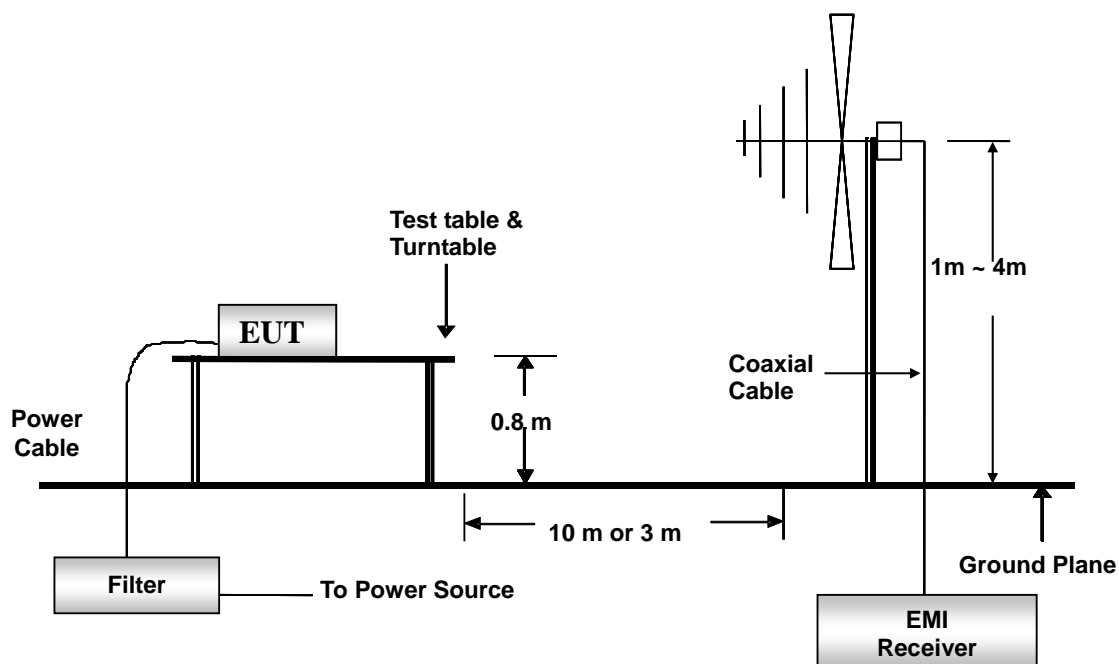 Test table &
Turntable
EUT
1m ~ 4m
Coaxial
Cable
0.8 m
Power
Cable
10 m or 3 m
Ground Plane
Filter
To Power Source
EMI
Receiver